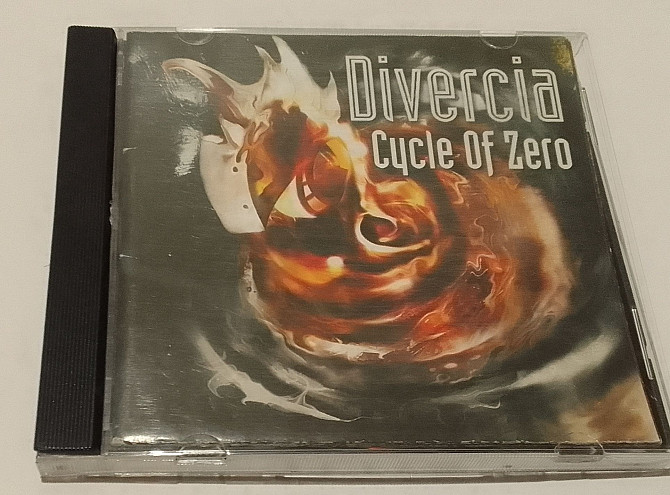 Divercia
Cycle Of Zero